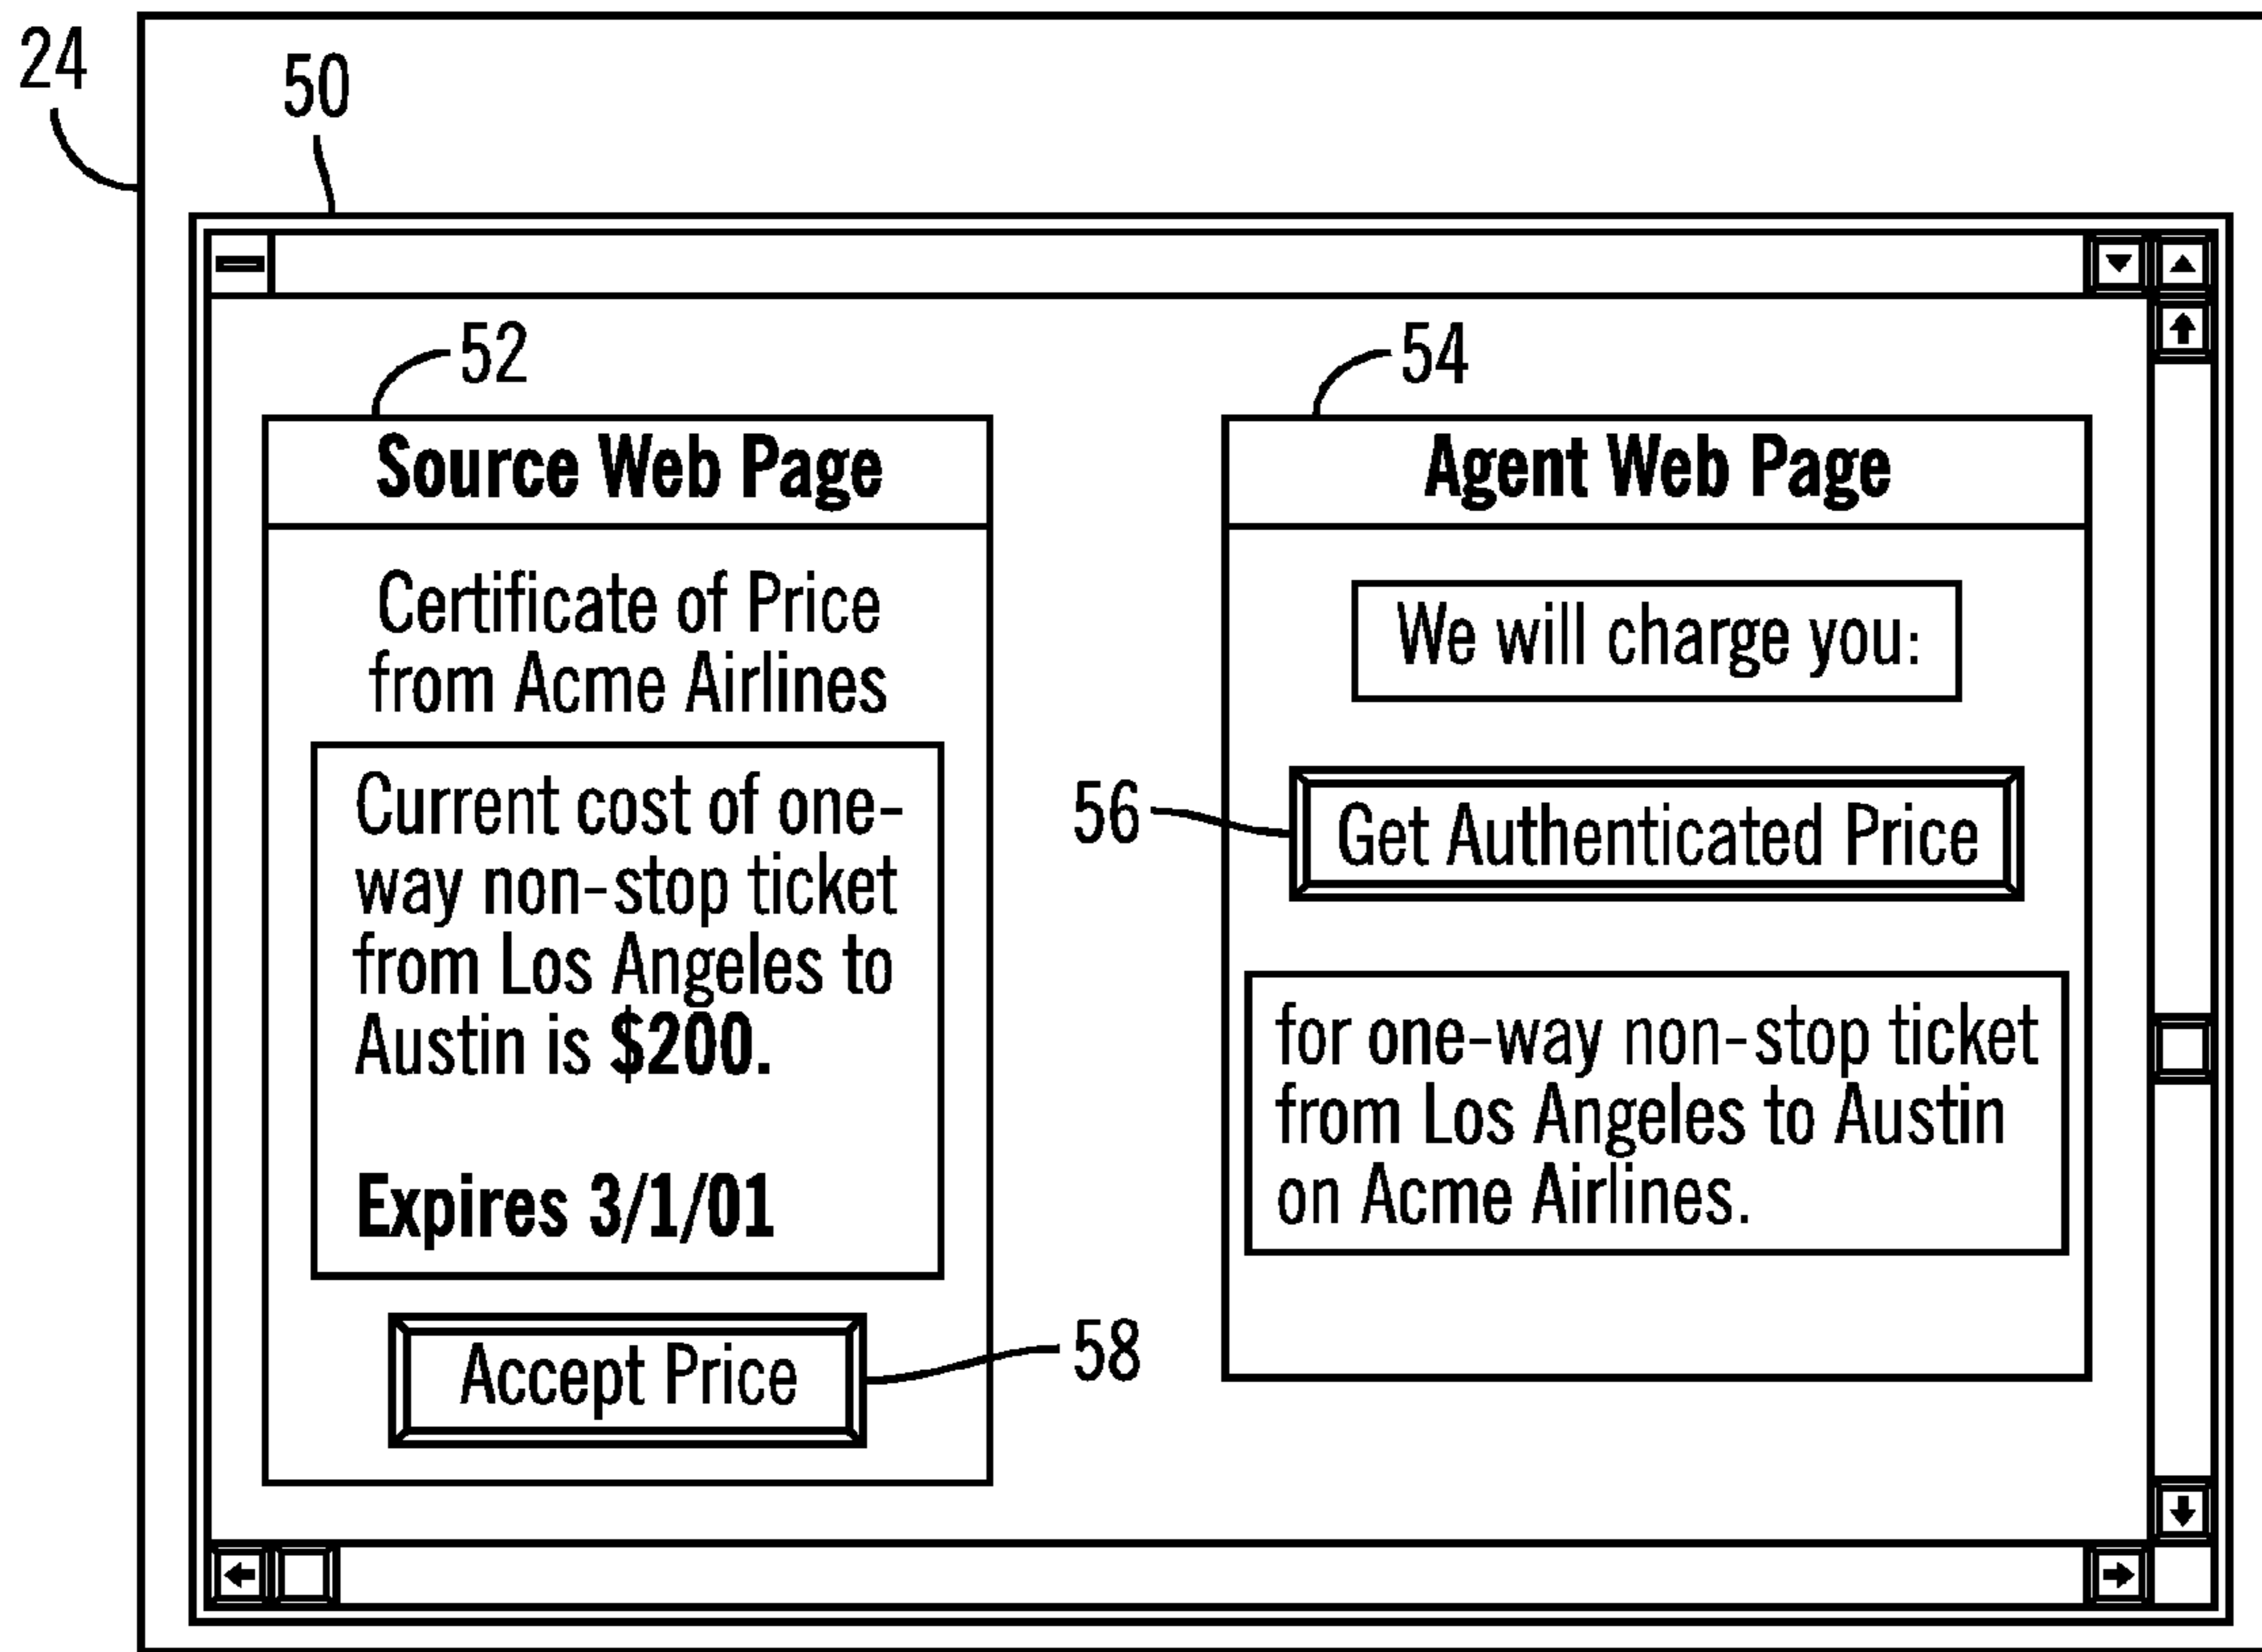 24
50
52
Source Web Page
Certificate of Price
from Acme Airlines
Current cost of one-
way non-stop ticket
from Los Angeles to
Austin is $200.
Expires 3/1/01
Accept Price
58
54
Agent Web Page
We will charge you:
56
Get Authenticated Price
for one-way non-stop ticket
from Los Angeles to Austin
on Acme Airlines.